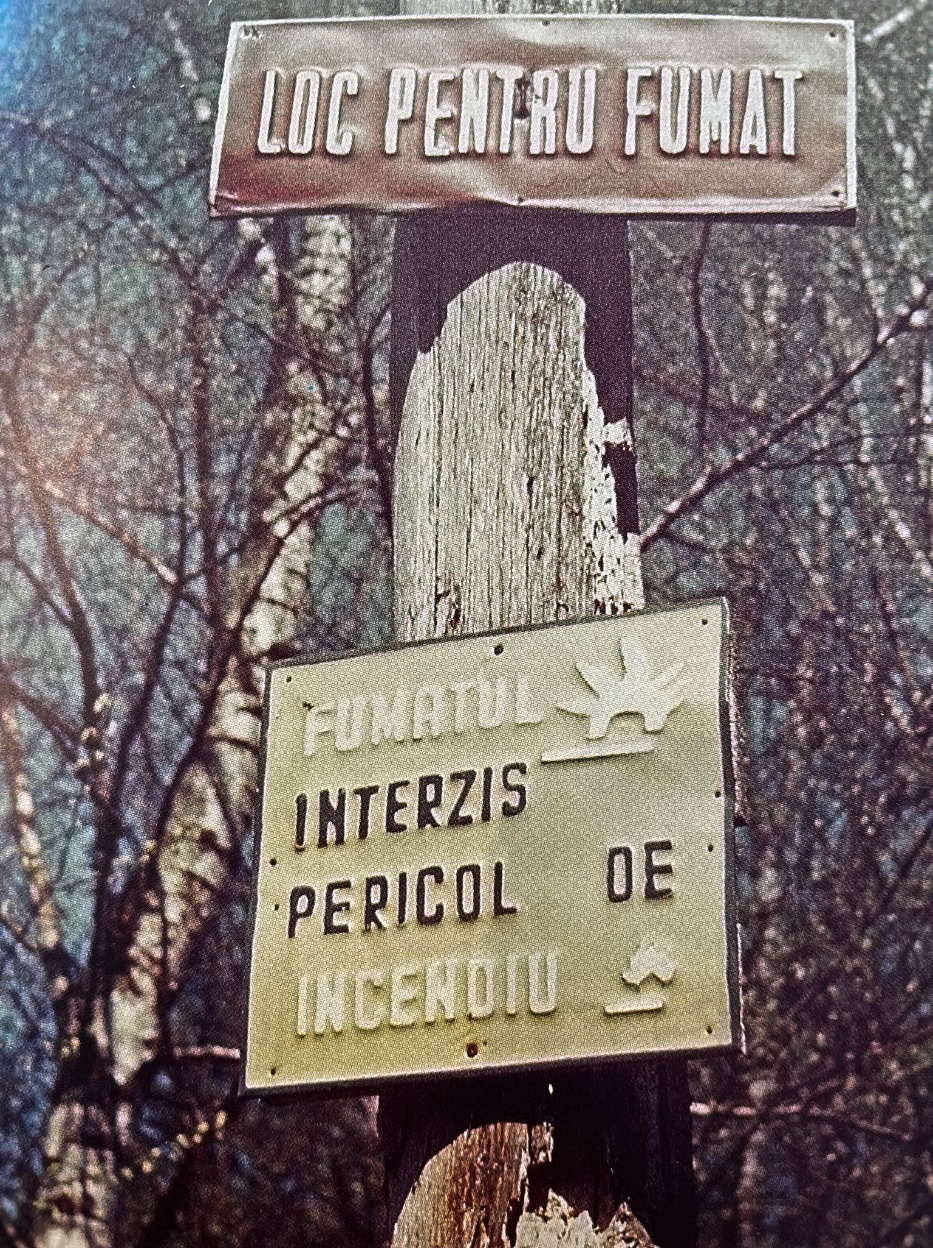 LOC PENTRU FUMAT
FUMATUL
INTERZIS
PERICOL DE
INCENDIU